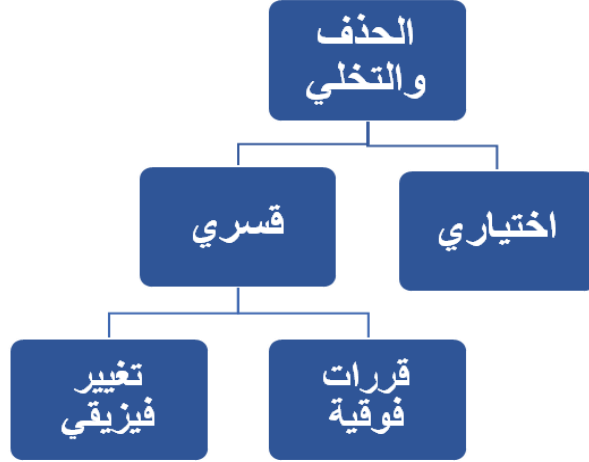 الحذف
والتخلي
اختياري
قسري
قررات
فوقية
تغيير
فيزيقي